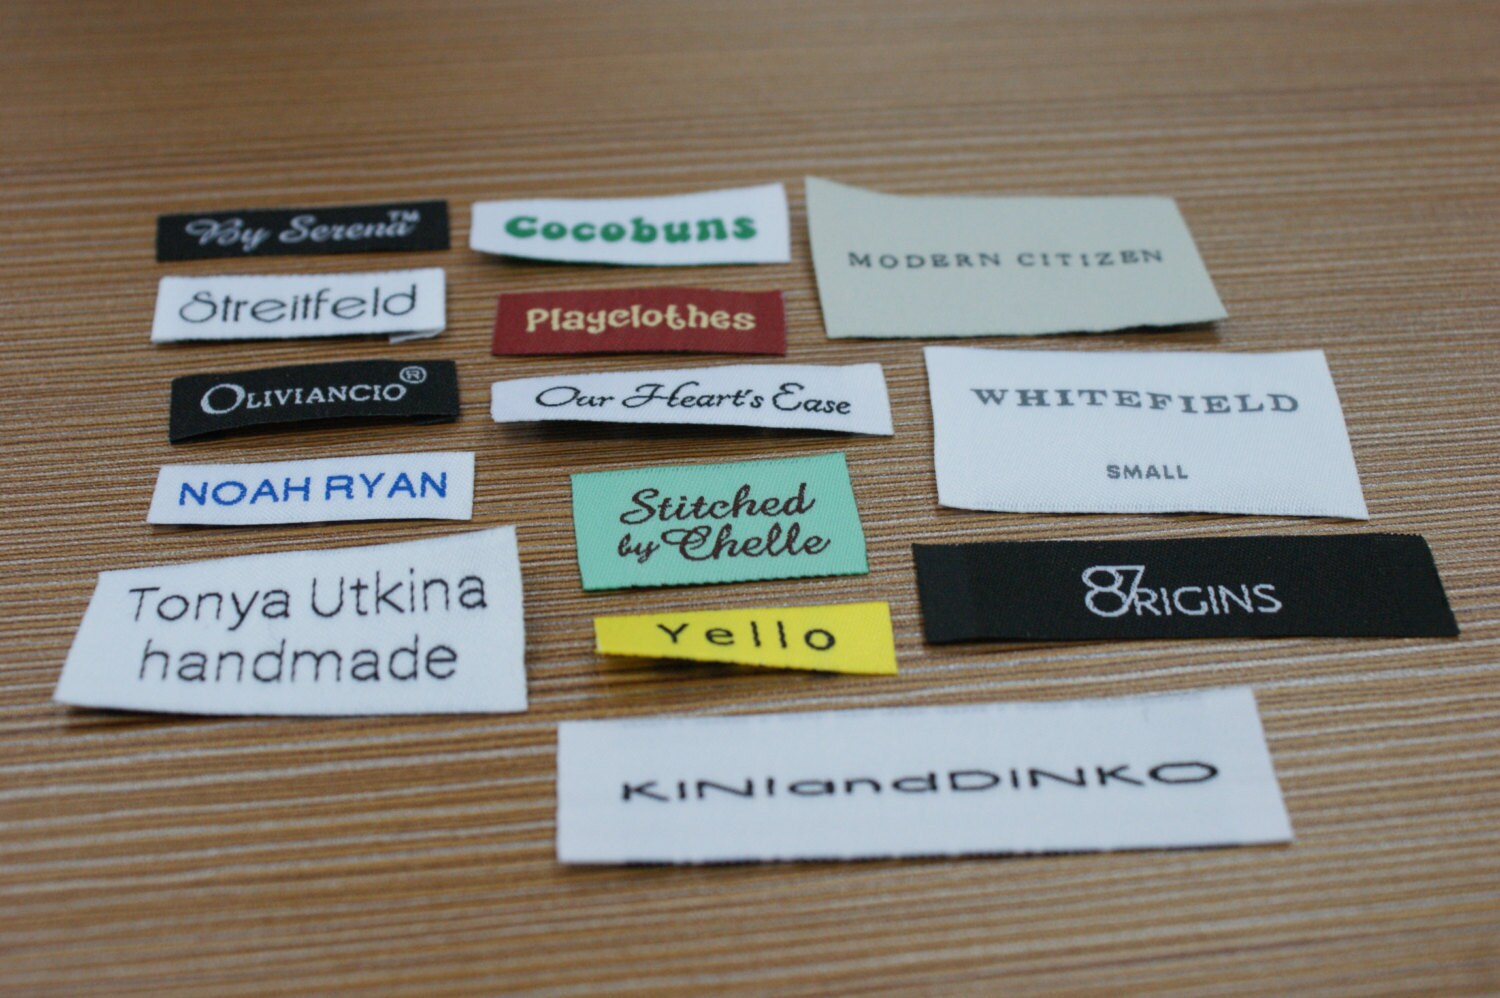 By Serena™
Cocobuns
MODERN CITIZEN
Streitfeld
Playclothes
OLIVIANCIO®
Our Heart's Ease
WHITEFIELD
SMALL
NOAH RYAN
Stitched
by Chelle
87RIGINS
Tonya Utkina
handmade
Yello
KINIandDINKO